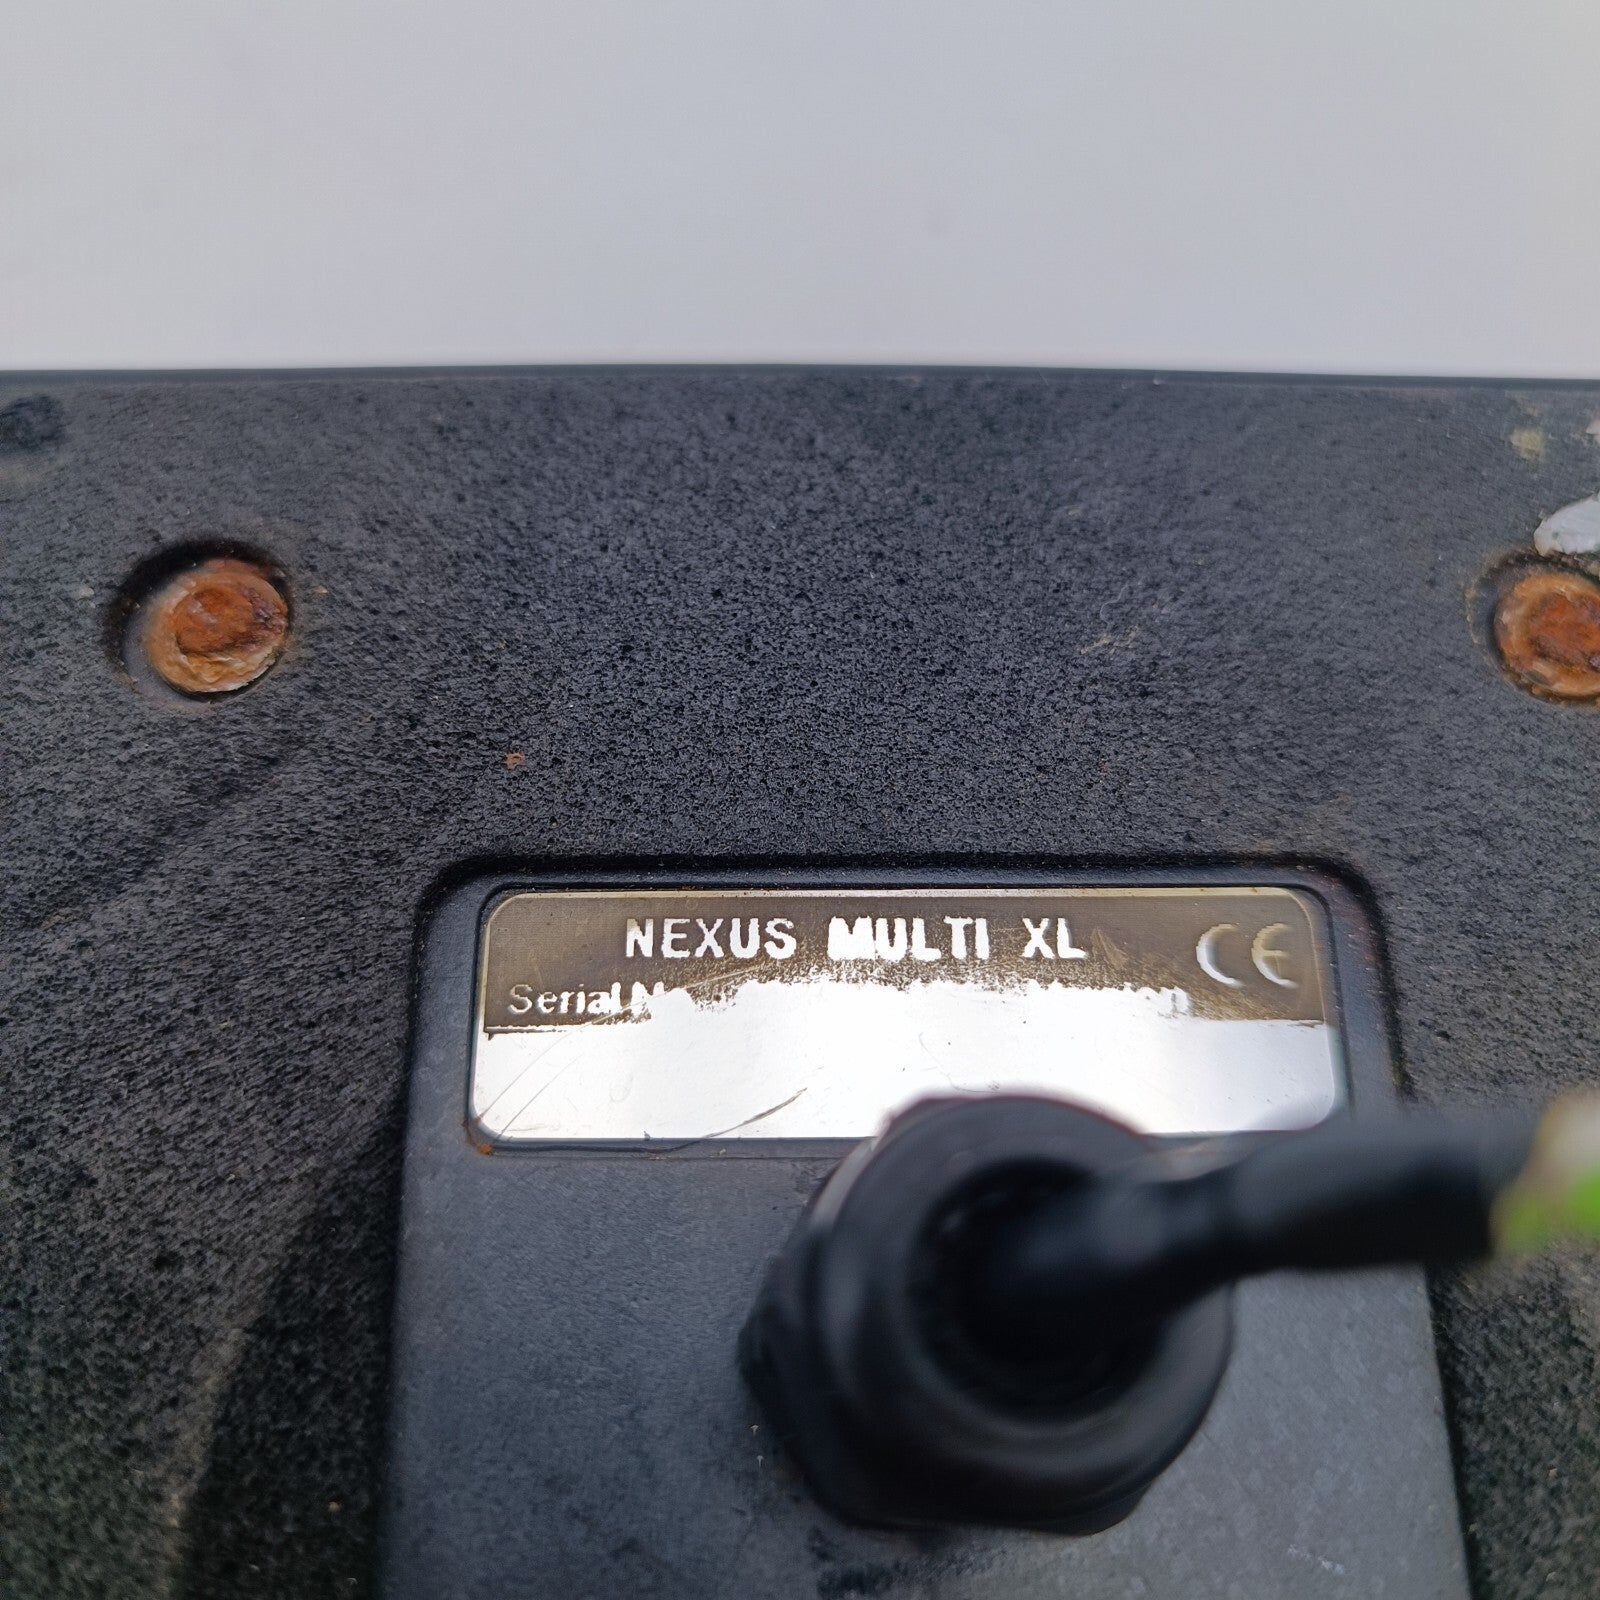 NEXUS MULTI XL CE
Serial